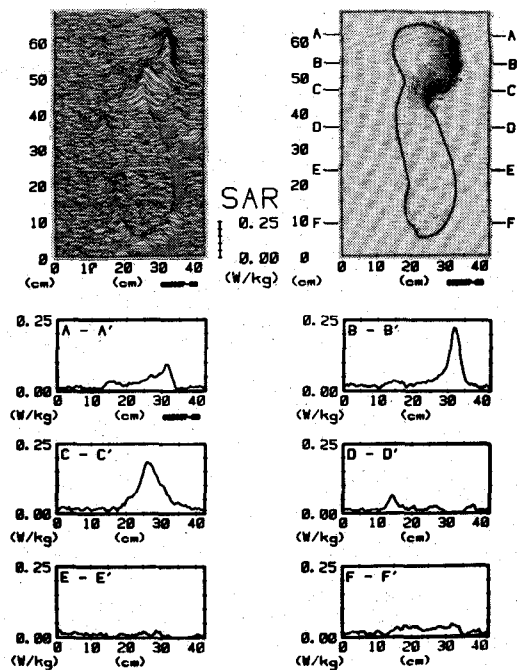 60
50
40
30
20
10
0
0 10 20 30 40
(cm) (cm)
SAR
0.25
0.00
(W/kg)
60
50
40
30
20
10
0
A A
B B
C C
D D
E E
F F
0 10 20 30 40
(cm) (cm)
A - A'
0.25
0.00
0 10 20 30 40
(W/kg) (cm)
B - B'
0.25
0.00
0 10 20 30 40
(W/kg) (cm)
C - C'
0.25
0.00
0 10 20 30 40
(W/kg) (cm)
D - D'
0.25
0.00
0 10 20 30 40
(W/kg) (cm)
E - E'
0.25
0.00
0 10 20 30 40
(W/kg) (cm)
F - F'
0.25
0.00
0 10 20 30 40
(W/kg) (cm)